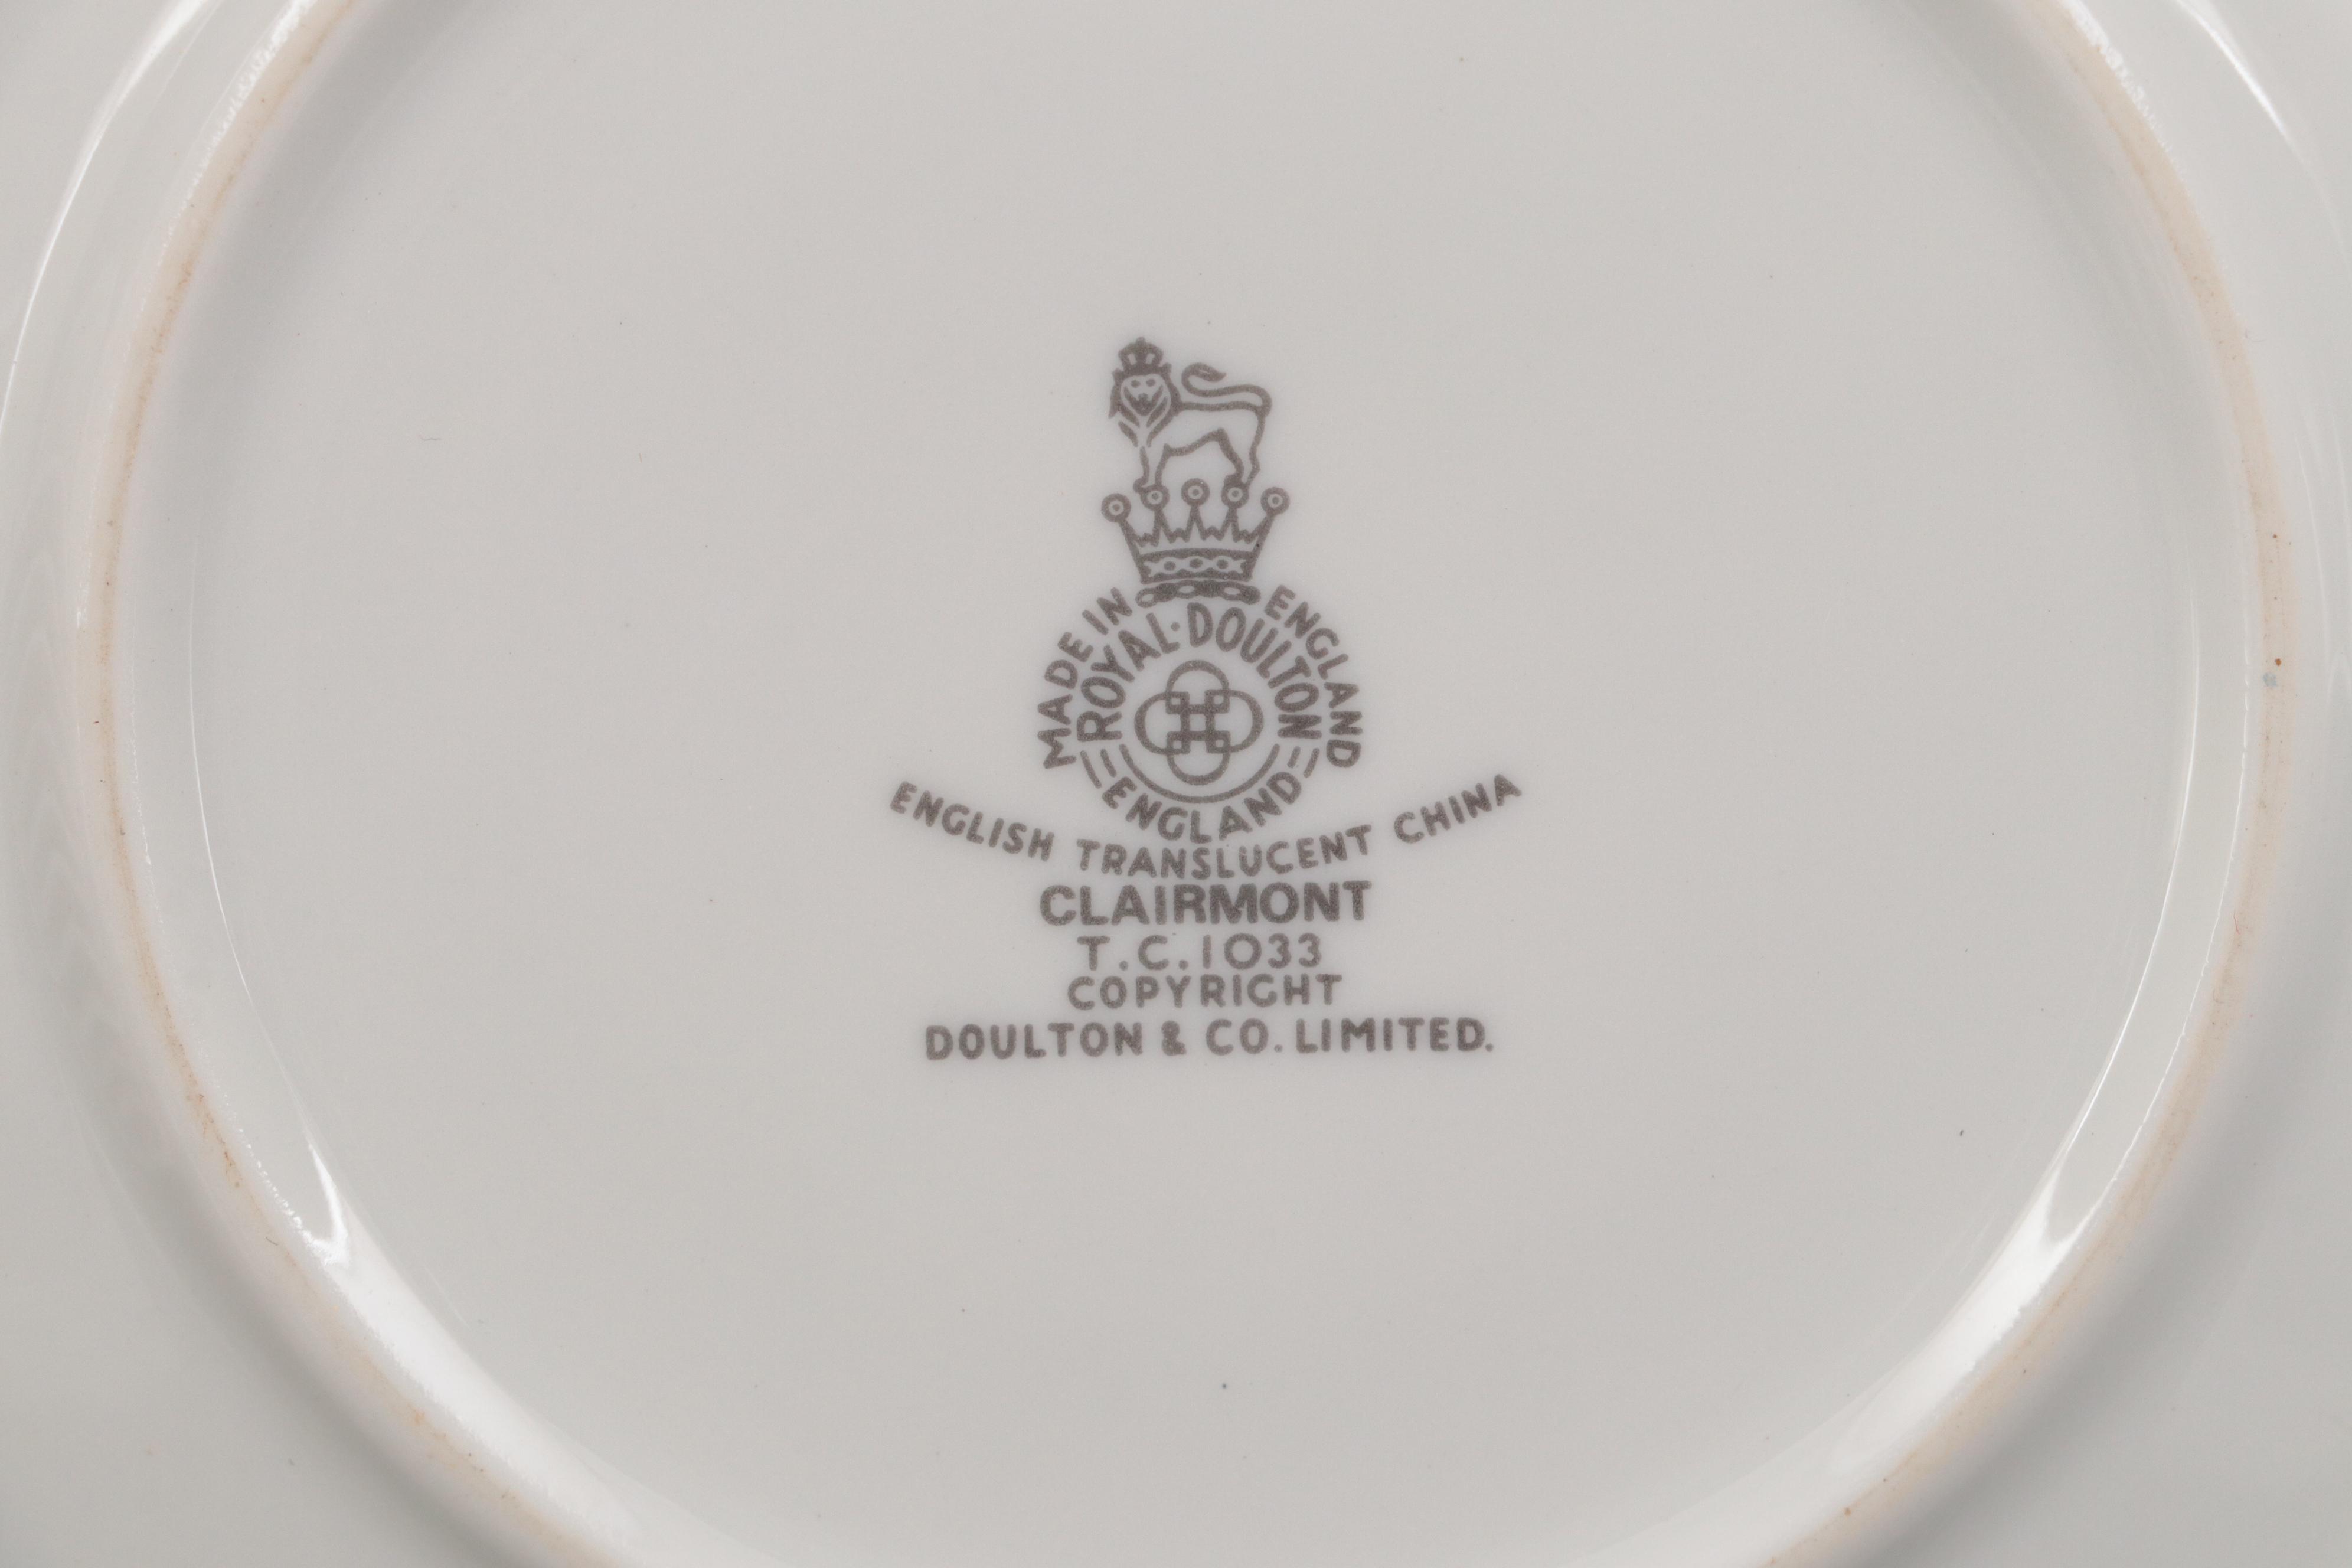 MADE IN ENGLAND
ROYAL·DOULTON
ENGLAND
ENGLISH TRANSLUCENT CHINA
CLAIRMONT
T.C.1033
COPYRIGHT
DOULTON & CO. LIMITED.